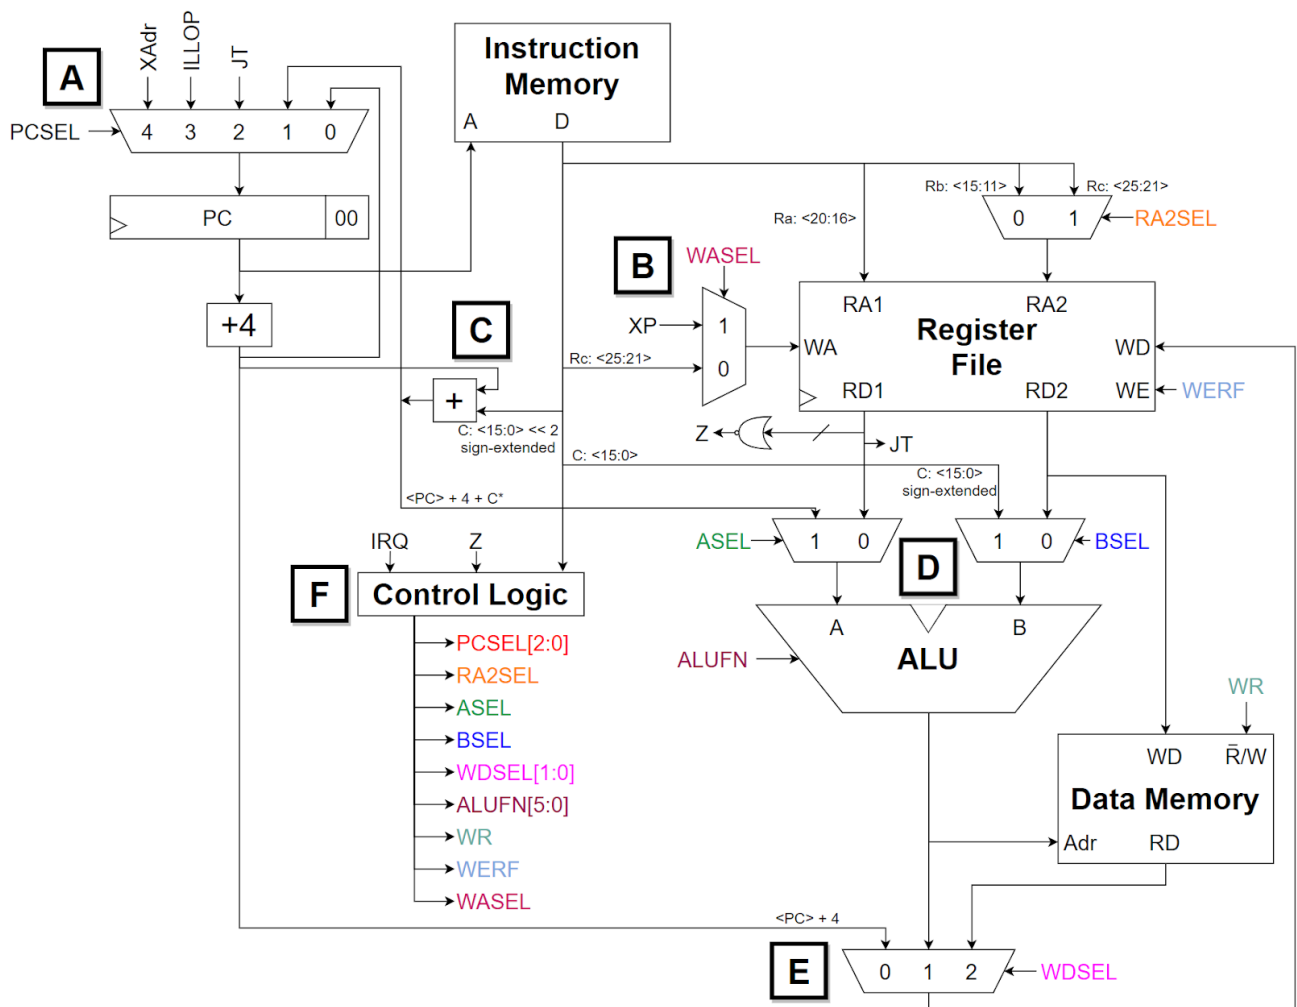 A
XAdr
ILLOP
JT
PCSEL
4 3 2 1 0
PC
00
+4
Instruction
Memory
A
D
Rb: <15:11>
Rc: <25:21>
0 1
RA2SEL
Ra: <20:16>
B
WASEL
XP
1
0
Rc: <25:21>
RA1
RA2
Register
File
WA
WD
RD1
RD2
WE
WERF
C
+
C: <15:0> << 2
sign-extended
Z
JT
C: <15:0>
C: <15:0>
sign-extended
<PC> + 4 + C*
ASEL
1 0
D
1 0
BSEL
IRQ
Z
F
Control Logic
PCSEL[2:0]
RA2SEL
ASEL
BSEL
WDSEL[1:0]
ALUFN[5:0]
WR
WERF
WASEL
A
B
ALU
ALUFN
WR
WD
R̄/W
Data Memory
Adr
RD
<PC> + 4
E
0 1 2
WDSEL